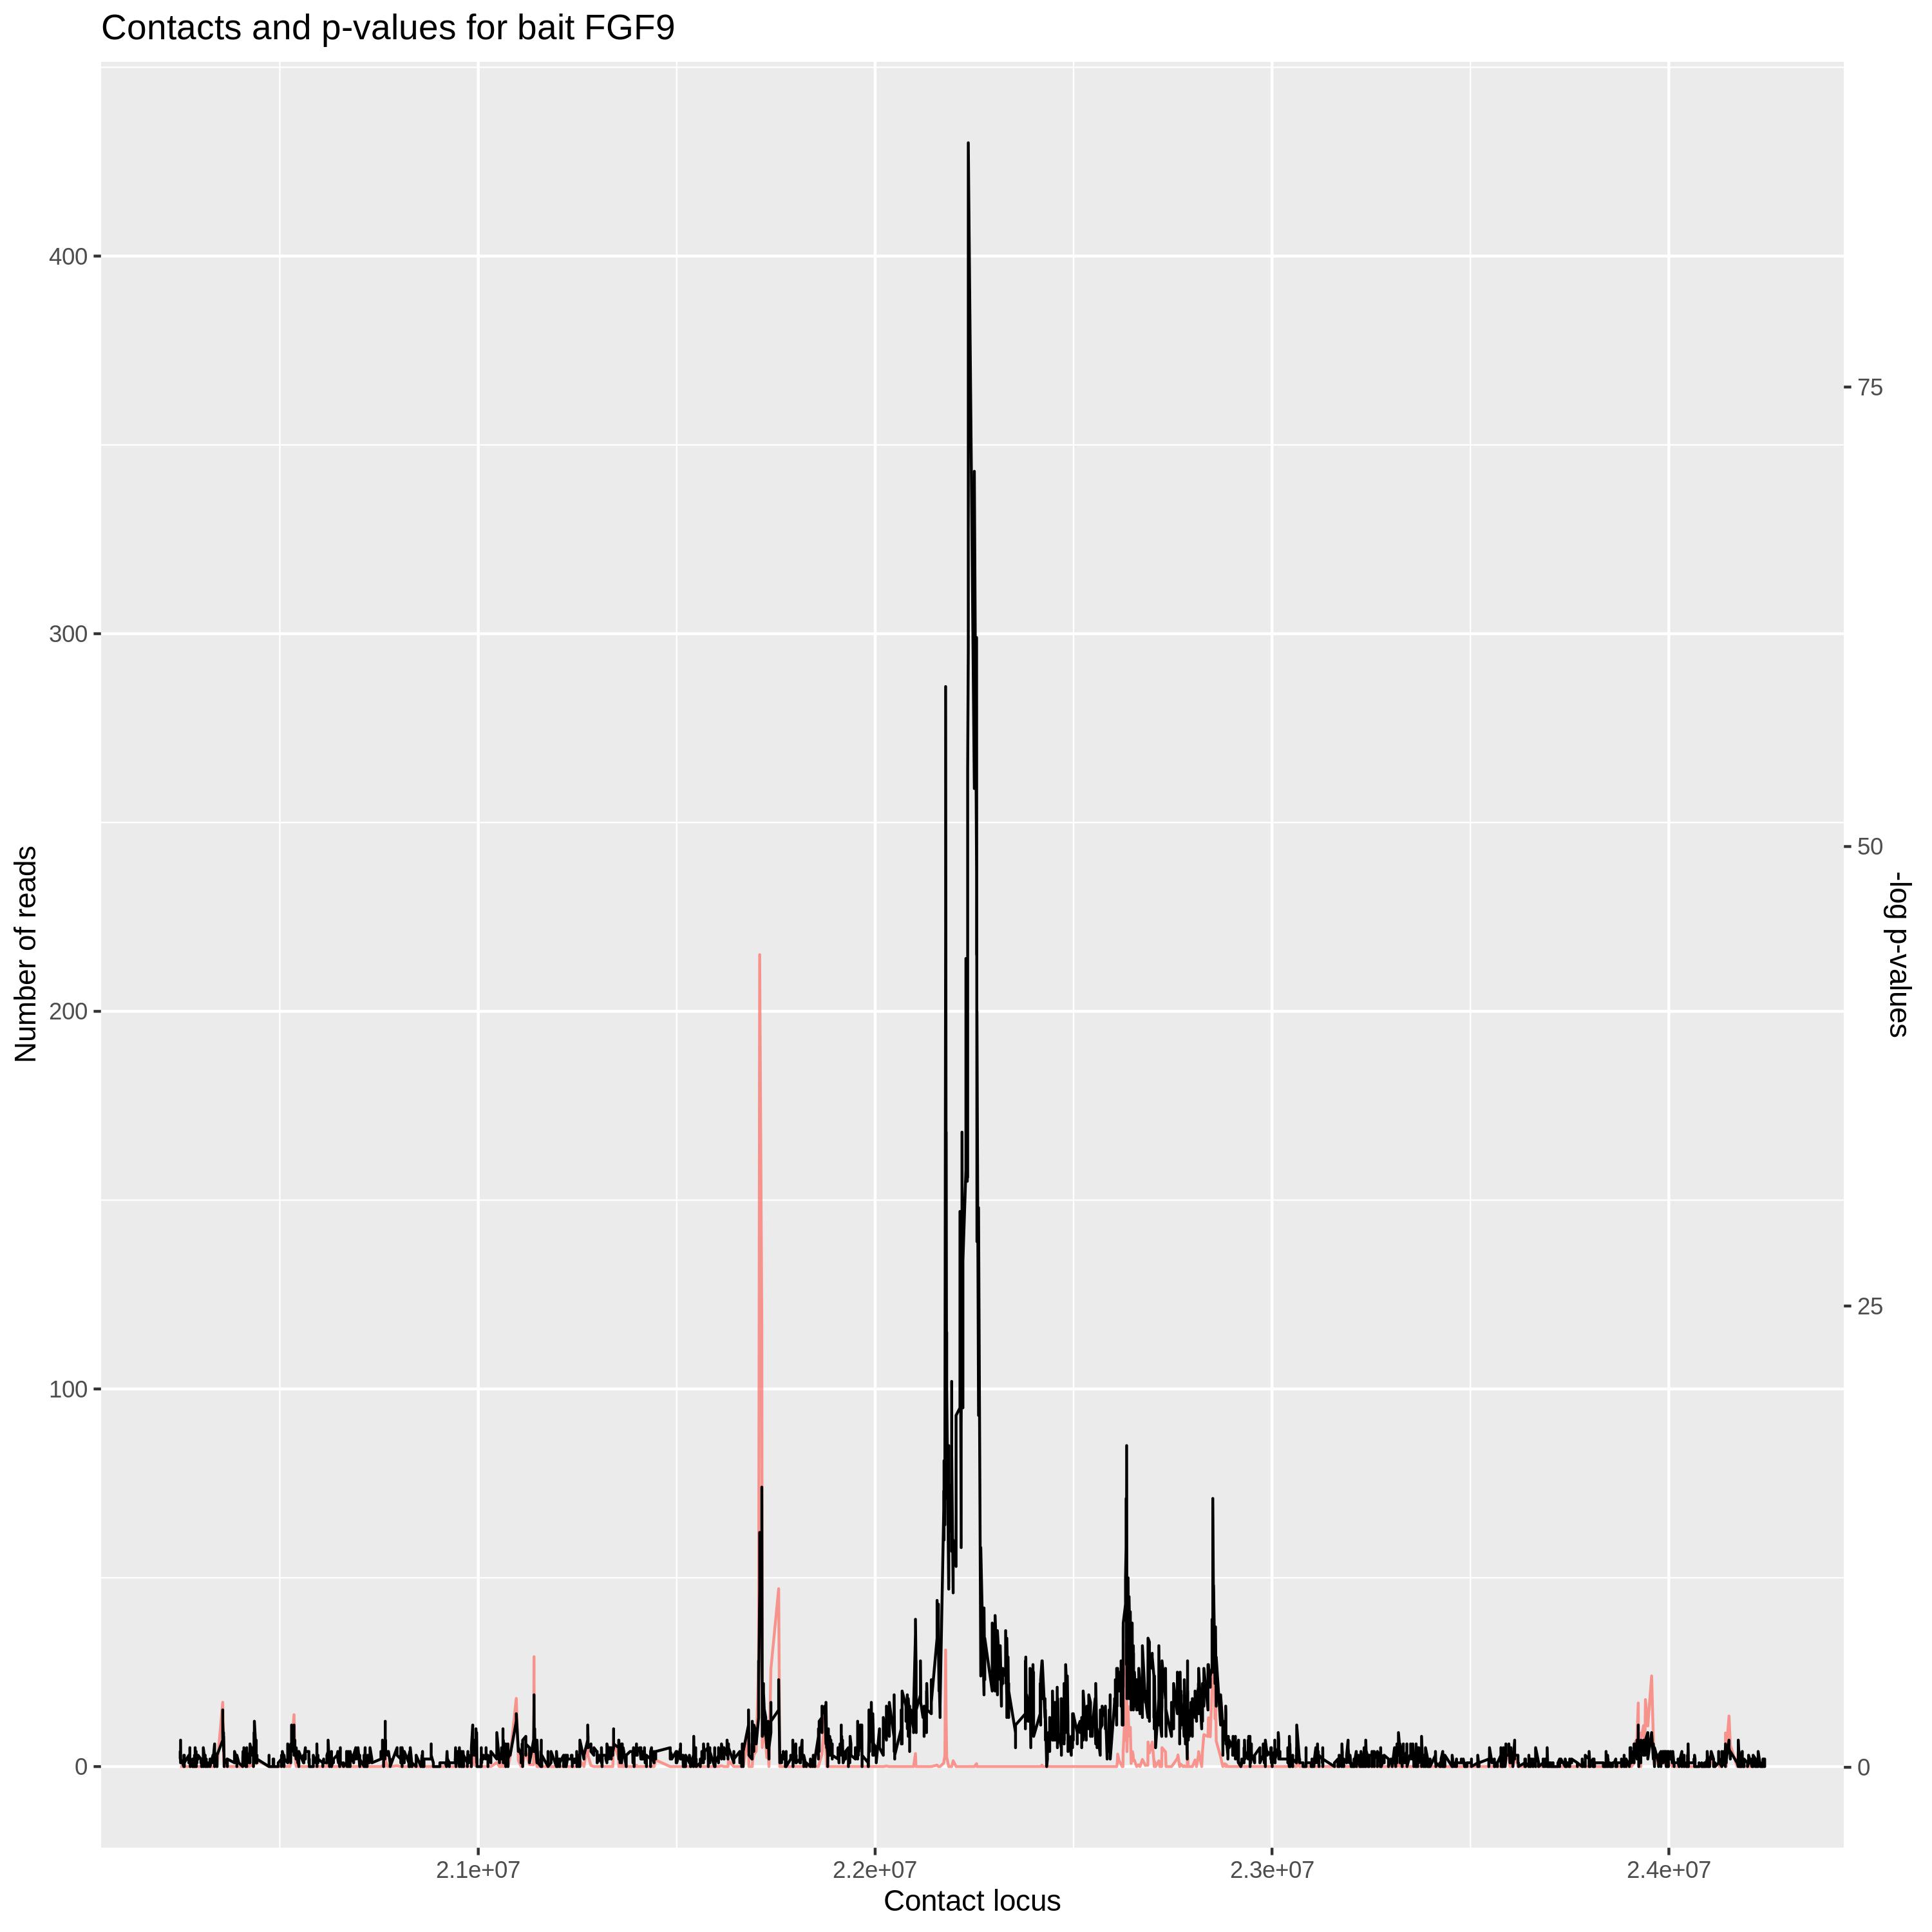 Contacts and p-values for bait FGF9
Number of reads
400
300
200
100
0
75
50
25
0
-log p-values
2.1e+07
2.2e+07
2.3e+07
2.4e+07
Contact locus